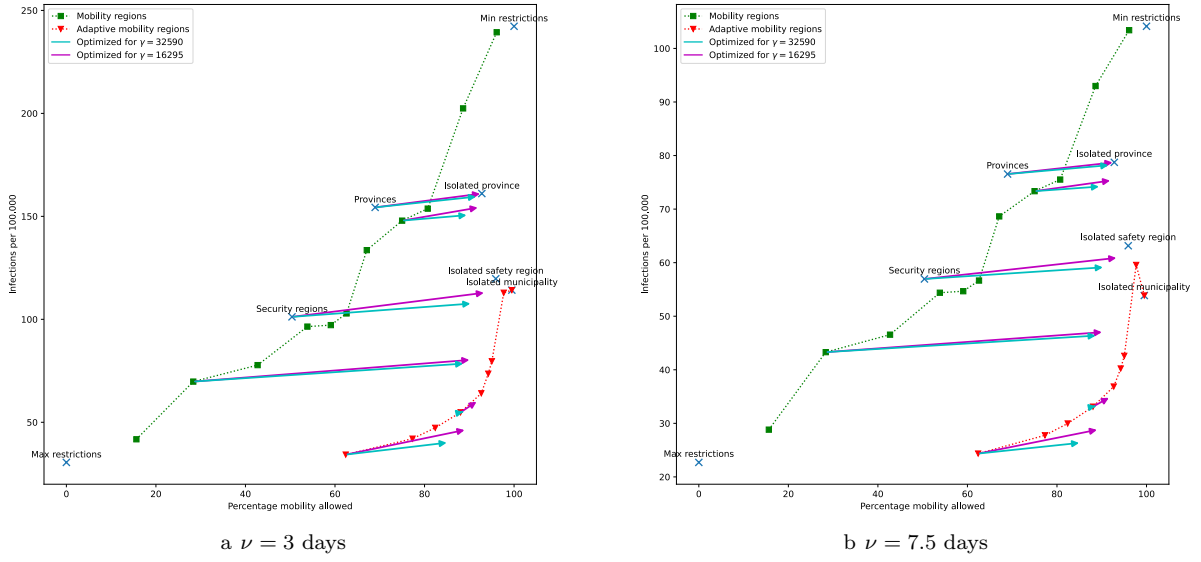 Mobility regions
Adaptive mobility regions
Optimized for γ = 32590
Optimized for γ = 16295
Min restrictions
Isolated province
Provinces
Isolated safety region
Isolated municipality
Security regions
Max restrictions
250
200
150
100
50
Infections per 100,000
0
20
40
60
80
100
Percentage mobility allowed
a ν = 3 days
Mobility regions
Adaptive mobility regions
Optimized for γ = 32590
Optimized for γ = 16295
Min restrictions
Isolated province
Provinces
Isolated safety region
Security regions
Isolated municipality
Max restrictions
100
90
80
70
60
50
40
30
20
Infections per 100,000
0
20
40
60
80
100
Percentage mobility allowed
b ν = 7.5 days